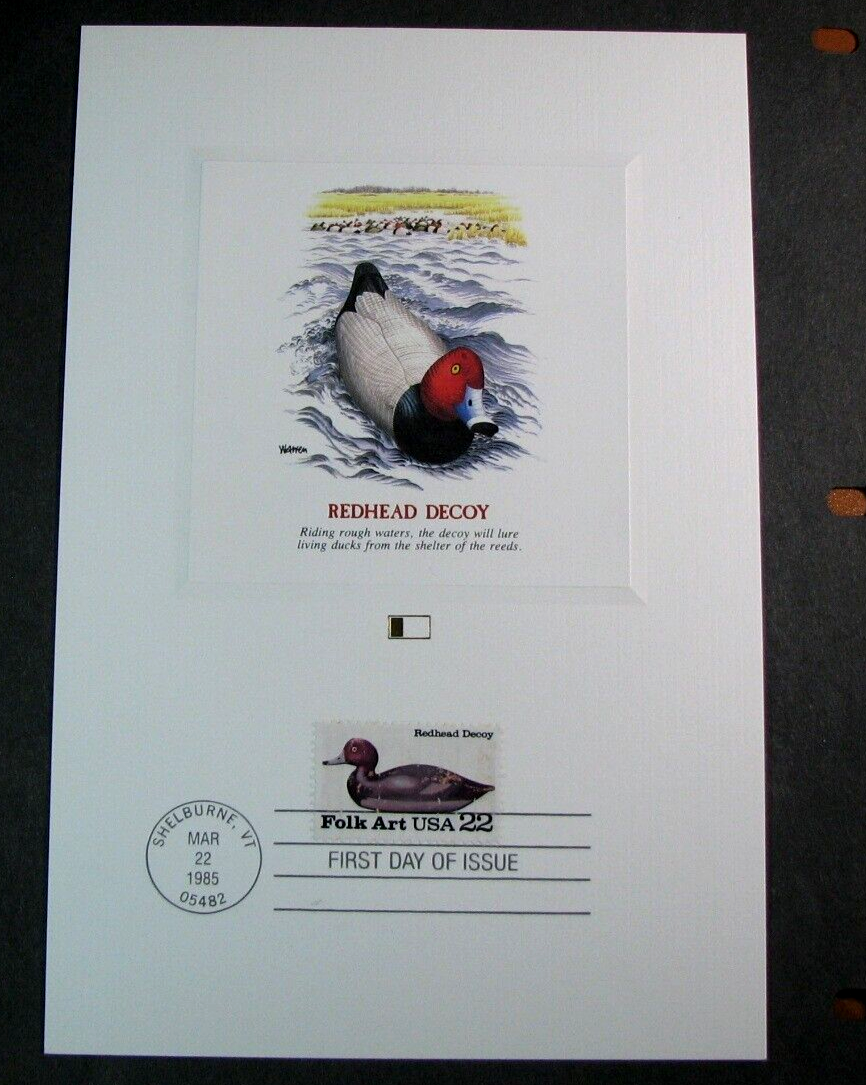 Warren
REDHEAD DECOY
Riding rough waters, the decoy will lure
living ducks from the shelter of the reeds.
Redhead Decoy
Folk Art USA 22
SHELBURNE, VT
MAR
22
1985
05482
FIRST DAY OF ISSUE